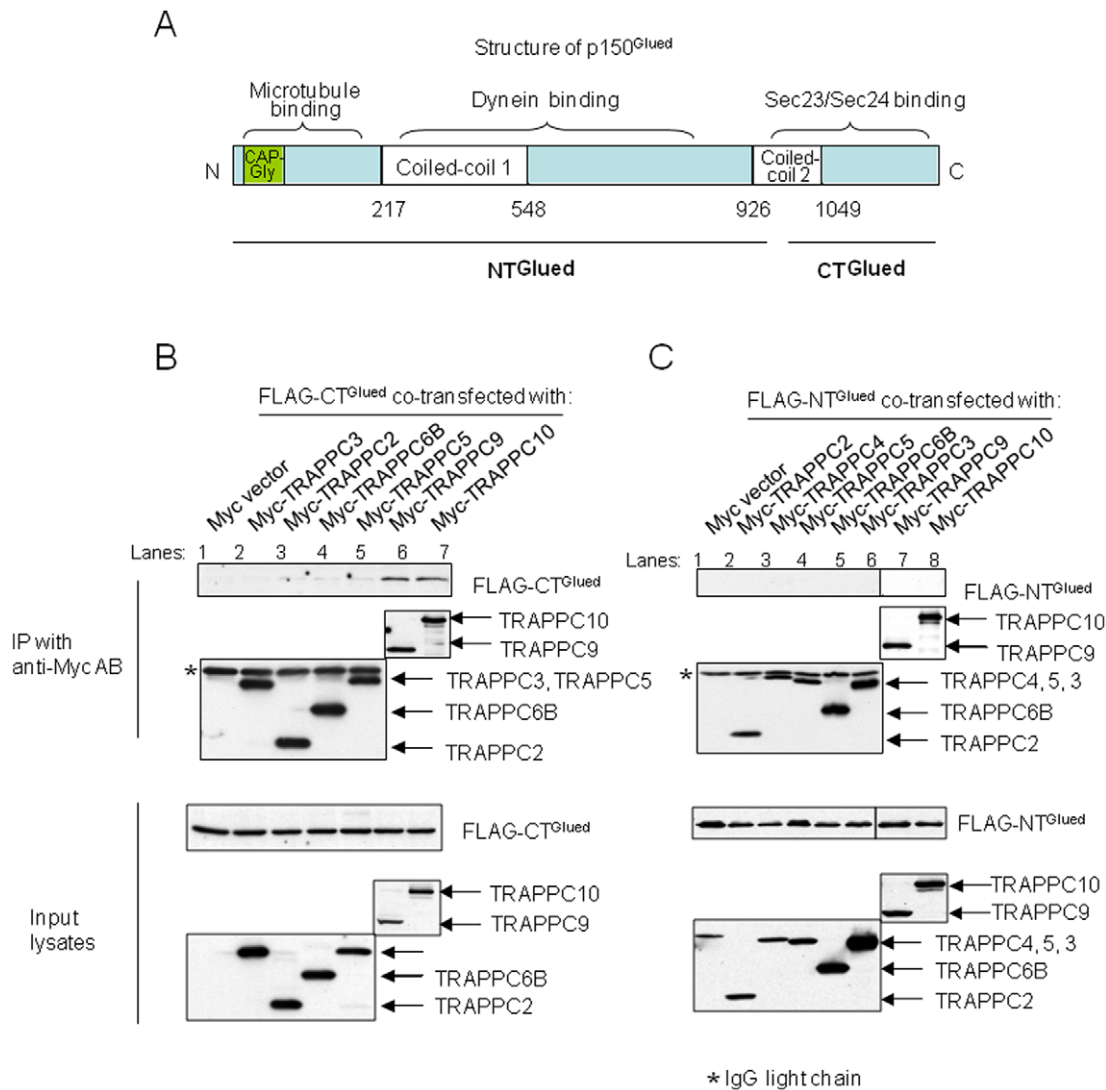 A
Structure of p150Glued
Microtubule
binding
Dynein binding
Sec23/Sec24 binding
N
CAP-
Gly
Coiled-coil 1
Coiled-
coil 2
C
217
548
926
1049
NTGlued
CTGlued
B
FLAG-CTGlued co-transfected with:
Myc vector
Myc-TRAPPC3
Myc-TRAPPC2
Myc-TRAPPC6B
Myc-TRAPPC5
Myc-TRAPPC9
Myc-TRAPPC10
Lanes: 1 2 3 4 5 6 7
FLAG-CTGlued
TRAPPC10
TRAPPC9
IP with
anti-Myc AB
*
TRAPPC3, TRAPPC5
TRAPPC6B
TRAPPC2
FLAG-CTGlued
TRAPPC10
TRAPPC9
Input
lysates
TRAPPC6B
TRAPPC2
C
FLAG-NTGlued co-transfected with:
Myc vector
Myc-TRAPPC2
Myc-TRAPPC4
Myc-TRAPPC5
Myc-TRAPPC6B
Myc-TRAPPC3
Myc-TRAPPC9
Myc-TRAPPC10
Lanes: 1 2 3 4 5 6 7 8
FLAG-NTGlued
TRAPPC10
TRAPPC9
*
TRAPPC4, 5, 3
TRAPPC6B
TRAPPC2
FLAG-NTGlued
TRAPPC10
TRAPPC9
TRAPPC4, 5, 3
TRAPPC6B
TRAPPC2
* IgG light chain